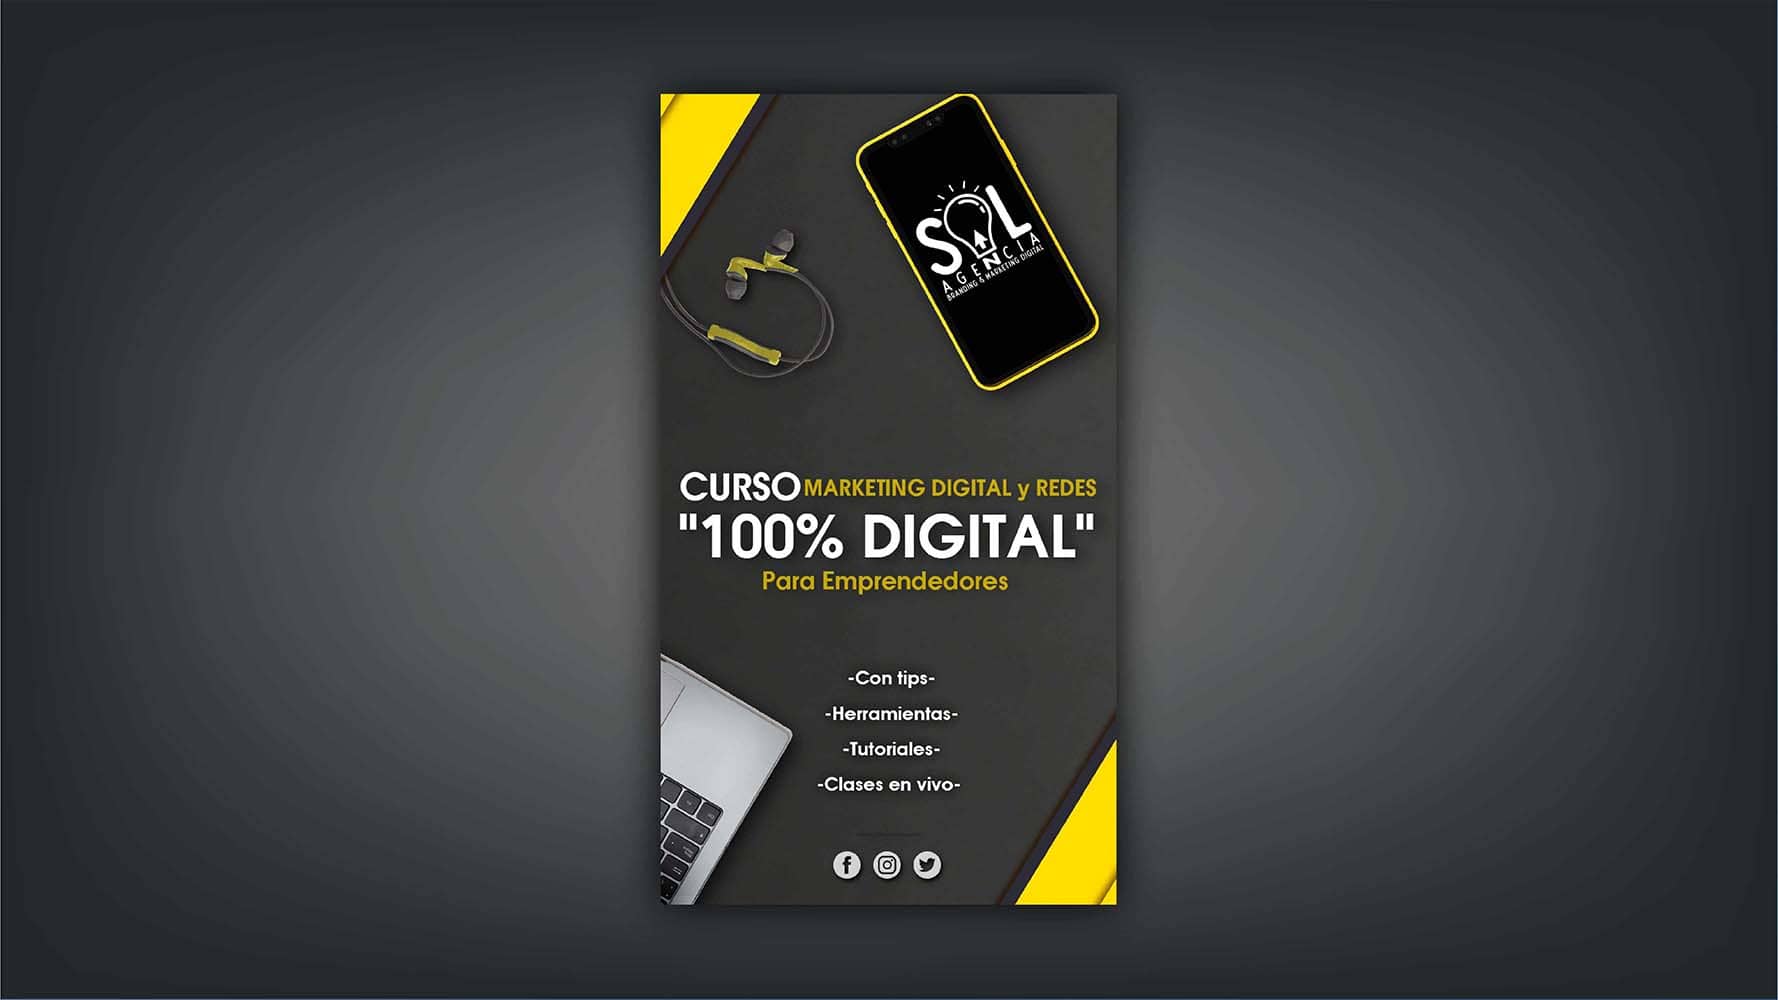 SOL
AGENCIA
BRANDING & MARKETING DIGITAL
CURSO MARKETING DIGITAL y REDES
"100% DIGITAL"
Para Emprendedores
-Con tips-
-Herramientas-
-Tutoriales-
-Clases en vivo-